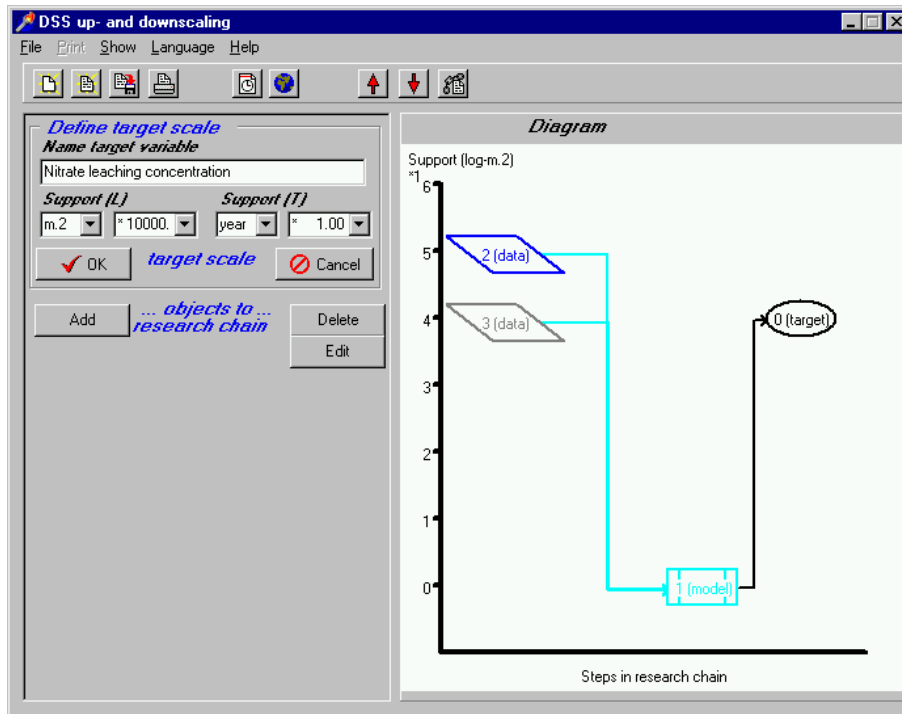 DSS up- and downscaling
File Print Show Language Help
Define target scale
Name target variable
Nitrate leaching concentration
Support (L) Support (T)
m.2 * 10000. year * 1.00
OK target scale Cancel
Add ... objects to ... Delete
research chain
Edit
Diagram
Support (log-m.2)
*1
6
5
4
3
2
1
0
2 (data)
3 (data)
0 (target)
1 (model)
Steps in research chain